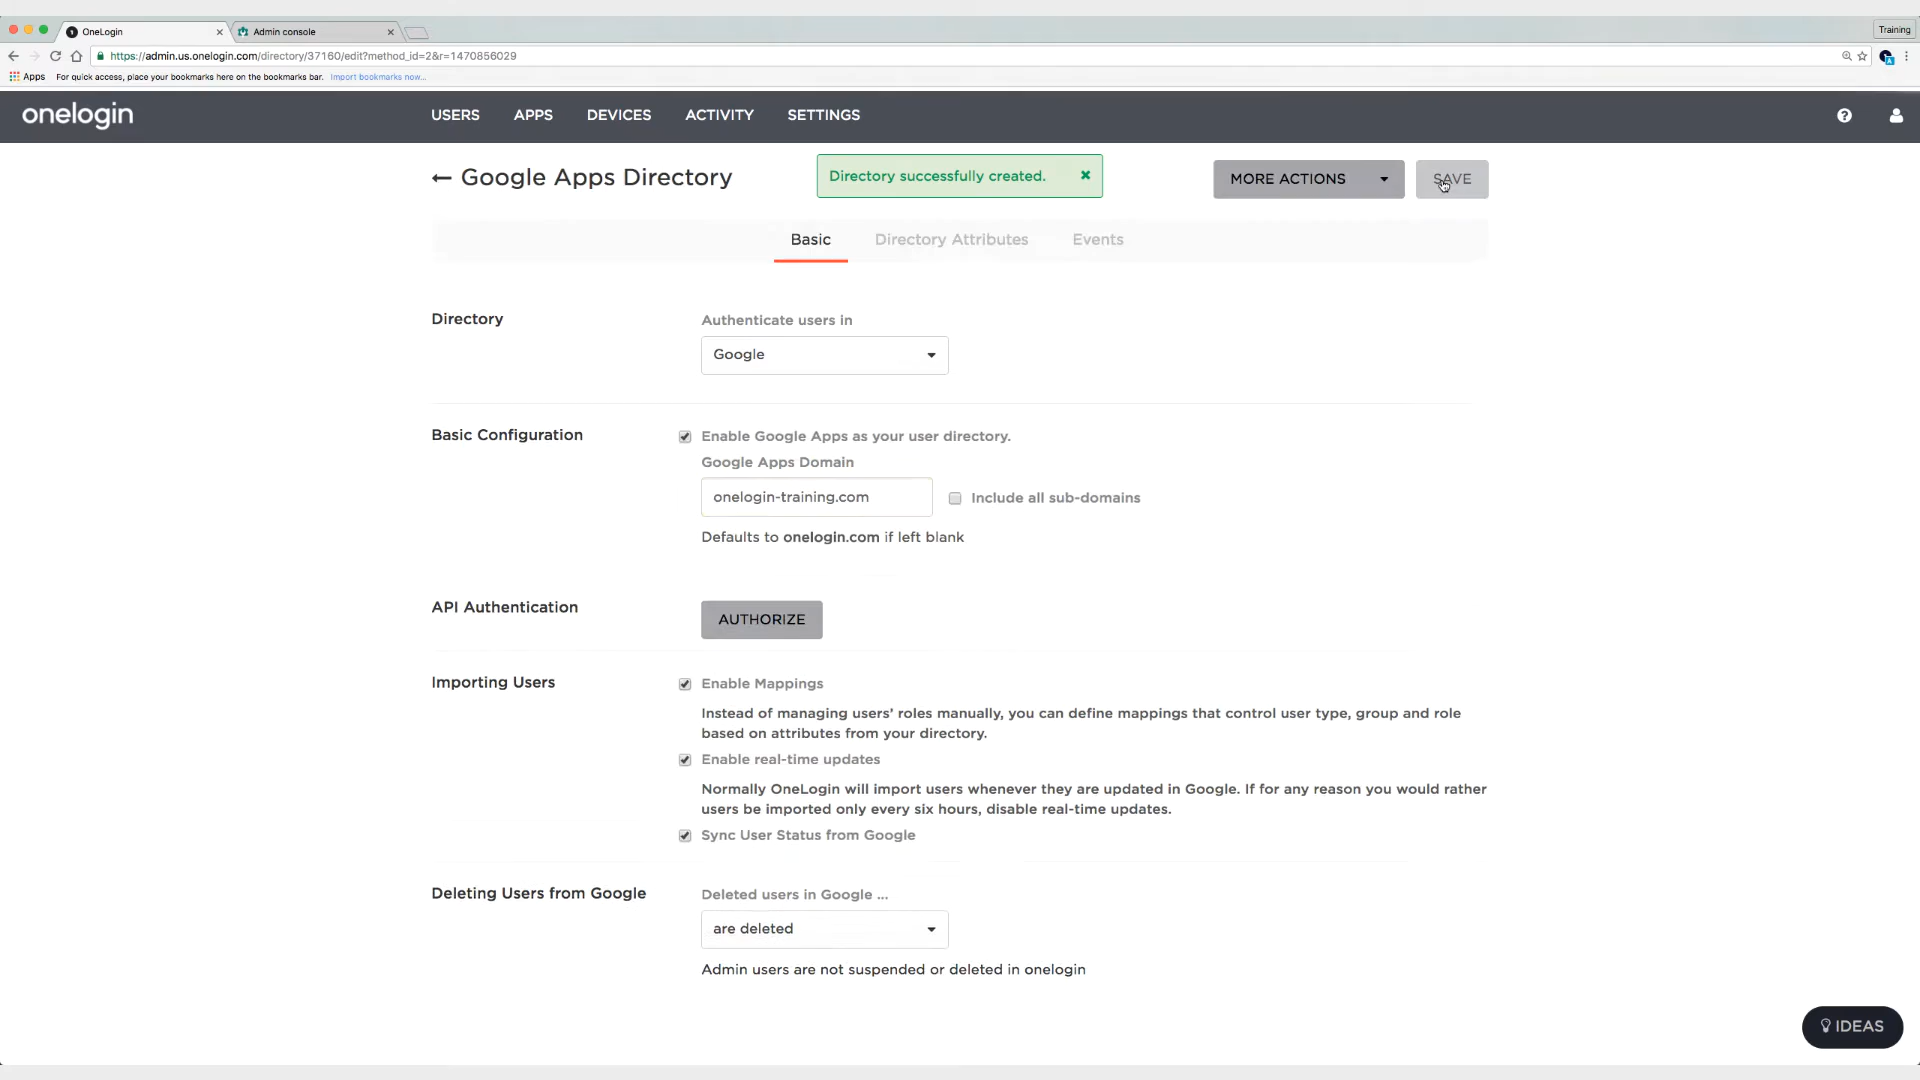 OneLogin
Admin console
Training
https://admin.us.onelogin.com/directory/37160/edit?method_id=2&r=1470856029
Apps For quick access, place your bookmarks here on the bookmarks bar. Import bookmarks now...
onelogin USERS APPS DEVICES ACTIVITY SETTINGS
Google Apps Directory
Directory successfully created.
MORE ACTIONS
SAVE
Basic Directory Attributes Events
Directory
Authenticate users in
Google
Basic Configuration
Enable Google Apps as your user directory.
Google Apps Domain
onelogin-training.com
Include all sub-domains
Defaults to onelogin.com if left blank
API Authentication
AUTHORIZE
Importing Users
Enable Mappings
Instead of managing users’ roles manually, you can define mappings that control user type, group and role
based on attributes from your directory.
Enable real-time updates
Normally OneLogin will import users whenever they are updated in Google. If for any reason you would rather
users be imported only every six hours, disable real-time updates.
Sync User Status from Google
Deleting Users from Google
Deleted users in Google ...
are deleted
Admin users are not suspended or deleted in onelogin
IDEAS